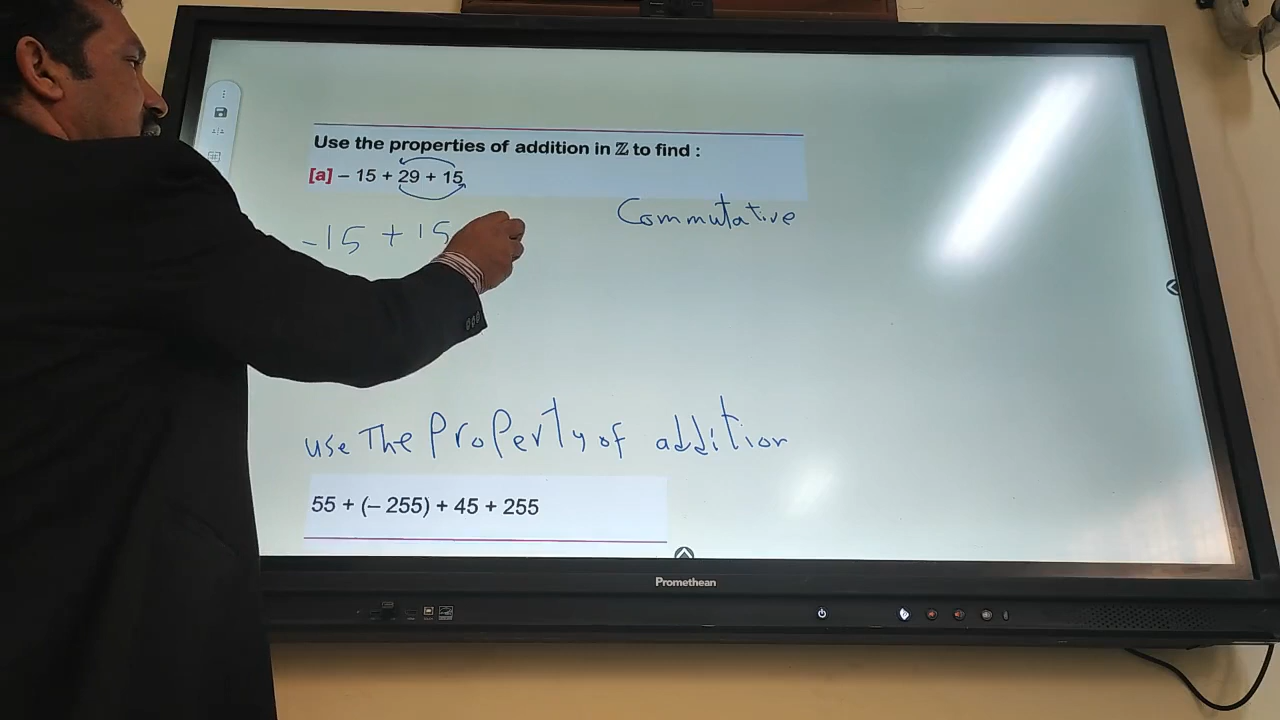 Use the properties of addition in ℤ to find :
[a] – 15 + 29 + 15
Commutative
-15 + 15
use The Property of addition
55 + (– 255) + 45 + 255
Promethean